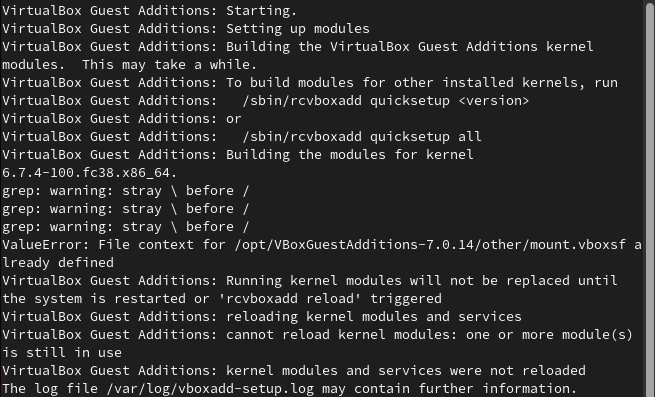 VirtualBox Guest Additions: Starting.
VirtualBox Guest Additions: Setting up modules
VirtualBox Guest Additions: Building the VirtualBox Guest Additions kernel
modules.  This may take a while.
VirtualBox Guest Additions: To build modules for other installed kernels, run
VirtualBox Guest Additions:   /sbin/rcvboxadd quicksetup <version>
VirtualBox Guest Additions: or
VirtualBox Guest Additions:   /sbin/rcvboxadd quicksetup all
VirtualBox Guest Additions: Building the modules for kernel
6.7.4-100.fc38.x86_64.
grep: warning: stray \ before /
grep: warning: stray \ before /
grep: warning: stray \ before /
ValueError: File context for /opt/VBoxGuestAdditions-7.0.14/other/mount.vboxsf a
lready defined
VirtualBox Guest Additions: Running kernel modules will not be replaced until
the system is restarted or 'rcvboxadd reload' triggered
VirtualBox Guest Additions: reloading kernel modules and services
VirtualBox Guest Additions: cannot reload kernel modules: one or more module(s)
is still in use
VirtualBox Guest Additions: kernel modules and services were not reloaded
The log file /var/log/vboxadd-setup.log may contain further information.